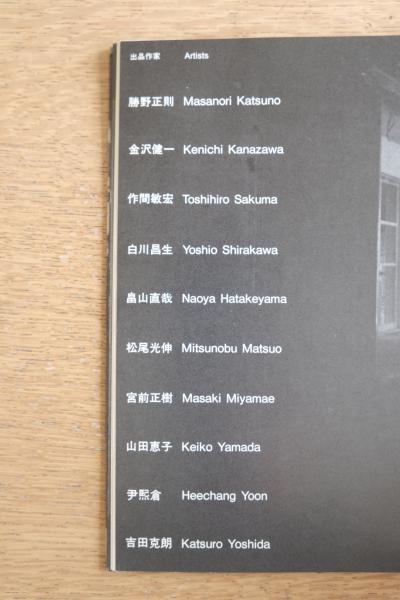 出品作家 Artists
勝野正則 Masanori Katsuno
金沢健一 Kenichi Kanazawa
作間敏宏 Toshihiro Sakuma
白川昌生 Yoshio Shirakawa
畠山直哉 Naoya Hatakeyama
松尾光伸 Mitsunobu Matsuo
宮前正樹 Masaki Miyamae
山田恵子 Keiko Yamada
尹熙倉 Heechang Yoon
吉田克朗 Katsuro Yoshida